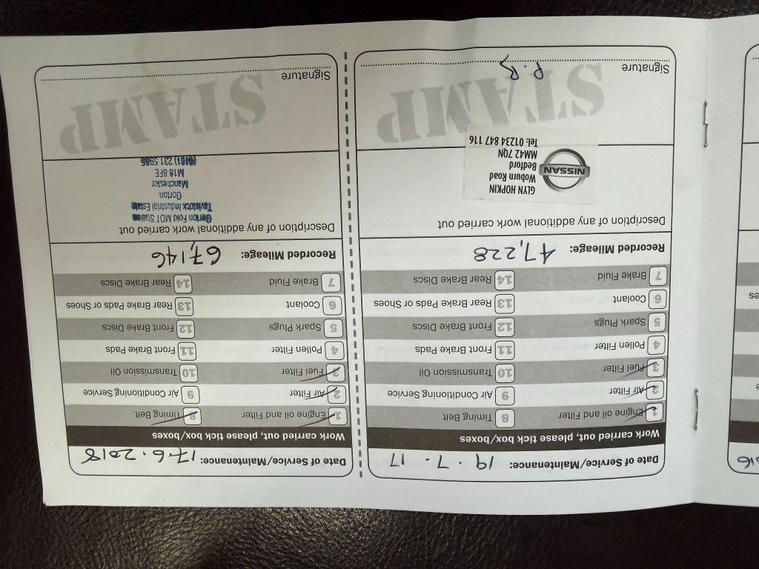 Date of Service/Maintenance: 19 . 7 . 17
Work carried out, please tick box/boxes
1 Engine oil and Filter 8 Timing Belt
2 Air Filter 9 Air Conditioning Service
3 Fuel Filter 10 Transmission Oil
4 Pollen Filter 11 Front Brake Pads
5 Spark Plugs 12 Front Brake Discs
6 Coolant 13 Rear Brake Pads or Shoes
7 Brake Fluid 14 Rear Brake Discs
Recorded Mileage: 47,228
Description of any additional work carried out
NISSAN
GLYN HOPKIN
Woburn Road
Bedford
MM42 7QN
Tel: 01234 847 116
STAMP
Signature
Date of Service/Maintenance: 17.6.2018
Work carried out, please tick box/boxes
1 Engine oil and Filter 8 Timing Belt
2 Air Filter 9 Air Conditioning Service
3 Fuel Filter 10 Transmission Oil
4 Pollen Filter 11 Front Brake Pads
5 Spark Plugs 12 Front Brake Discs
6 Coolant 13 Rear Brake Pads or Shoes
7 Brake Fluid 14 Rear Brake Discs
Recorded Mileage: 67,146
Description of any additional work carried out
Gorton Fold MOT Station
Tavistock Industrial Estate
Gorton
Manchester
M18 8FE
(0161) 231 5986
STAMP
Signature